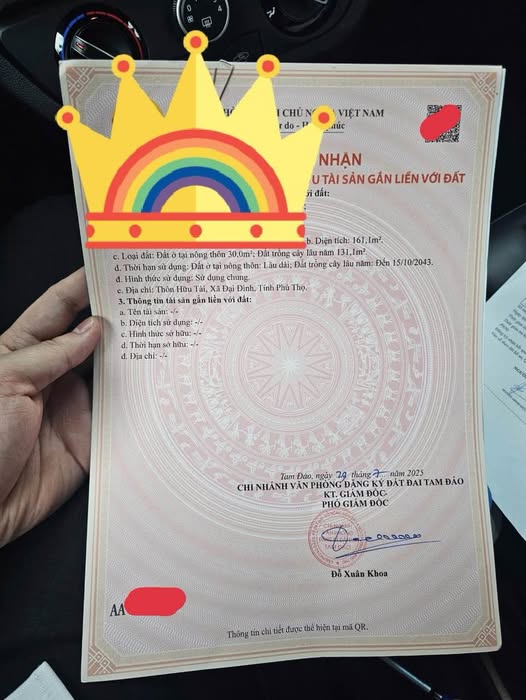 CHỦ NGHĨA VIỆT NAM
NHẬN
TÀI SẢN GẮN LIỀN VỚI ĐẤT
đất:
b. Diện tích: 161,1m².
c. Loại đất: Đất ở tại nông thôn 30,0m²; Đất trồng cây lâu năm 131,1m².
d. Thời hạn sử dụng: Đất ở tại nông thôn: Lâu dài; Đất trồng cây lâu năm: Đến 15/10/2043.
đ. Hình thức sử dụng: Sử dụng chung.
e. Địa chỉ: Thôn Hữu Tài, Xã Đại Đình, Tỉnh Phú Thọ.
3. Thông tin tài sản gắn liền với đất:
a. Tên tài sản: -/-
b. Diện tích sử dụng: -/-
c. Hình thức sở hữu: -/-
d. Thời hạn sở hữu: -/-
đ. Địa chỉ: -/-
Tam Đảo, ngày 29 tháng 7 năm 2025
CHI NHÁNH VĂN PHÒNG ĐĂNG KÝ ĐẤT ĐAI TAM ĐẢO
KT. GIÁM ĐỐC
PHÓ GIÁM ĐỐC
Đỗ Xuân Khoa
AA
Thông tin chi tiết được thể hiện tại mã QR.